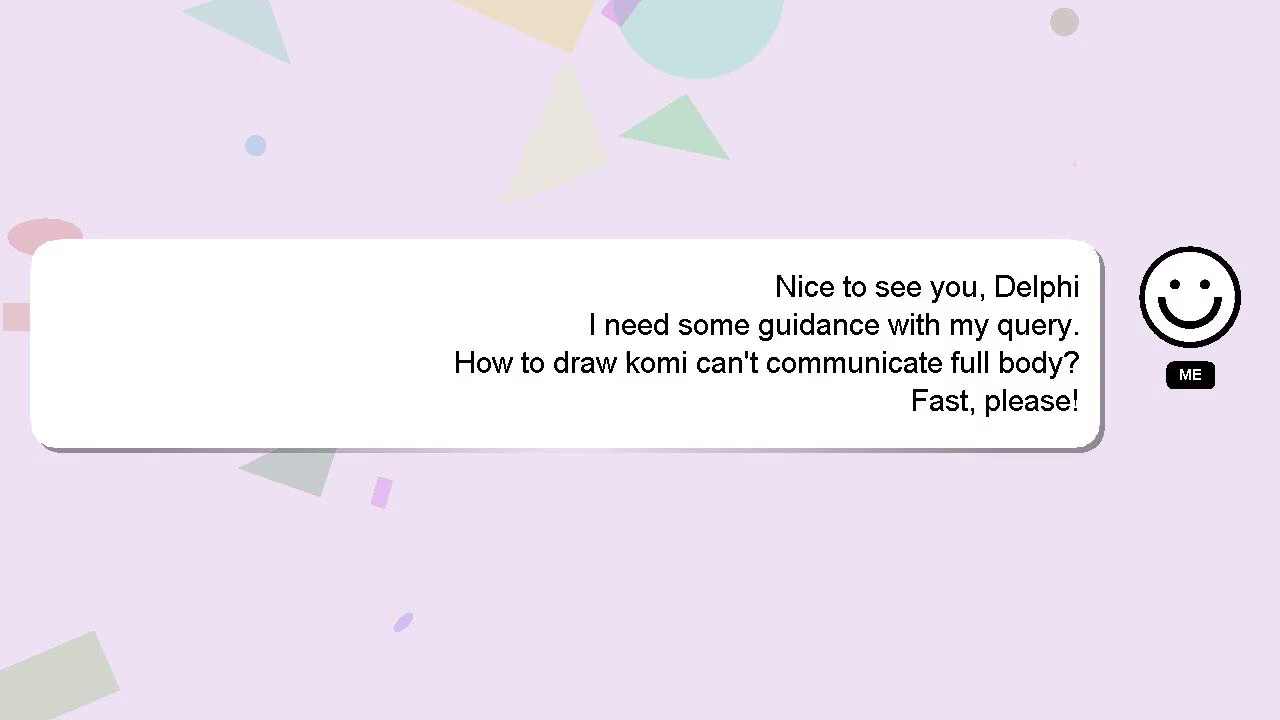 Nice to see you, Delphi
I need some guidance with my query.
How to draw komi can't communicate full body?
Fast, please!
ME